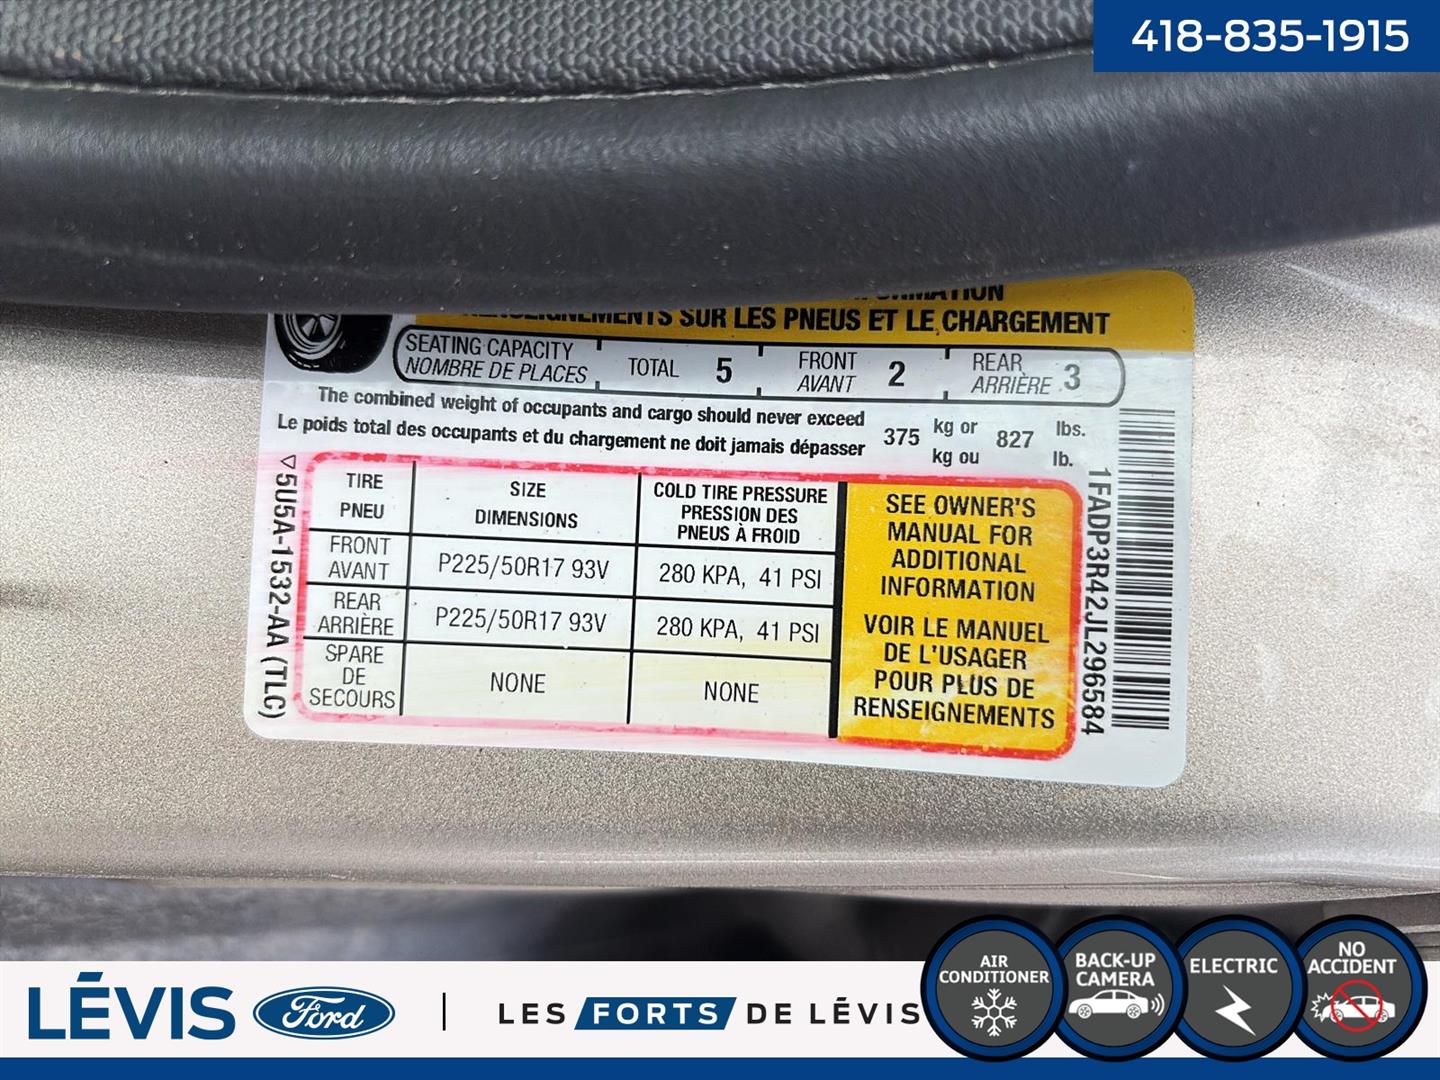 418-835-1915
RENSEIGNEMENTS SUR LES PNEUS ET LE CHARGEMENT
SEATING CAPACITY
NOMBRE DE PLACES
TOTAL 5
FRONT
AVANT 2
REAR
ARRIÈRE 3
The combined weight of occupants and cargo should never exceed
Le poids total des occupants et du chargement ne doit jamais dépasser
375
kg or
kg ou
827
lbs.
lb.
TIRE
PNEU
SIZE
DIMENSIONS
COLD TIRE PRESSURE
PRESSION DES
PNEUS À FROID
FRONT
AVANT
P225/50R17 93V
280 KPA, 41 PSI
REAR
ARRIÈRE
P225/50R17 93V
280 KPA, 41 PSI
SPARE
DE
SECOURS
NONE
NONE
SEE OWNER'S
MANUAL FOR
ADDITIONAL
INFORMATION
VOIR LE MANUEL
DE L'USAGER
POUR PLUS DE
RENSEIGNEMENTS
5U5A-1532-AA (TLC)
1FADP3R42JL296584
LÉVIS Ford
LES FORTS DE LÉVIS
AIR
CONDITIONER
BACK-UP
CAMERA
ELECTRIC
NO
ACCIDENT